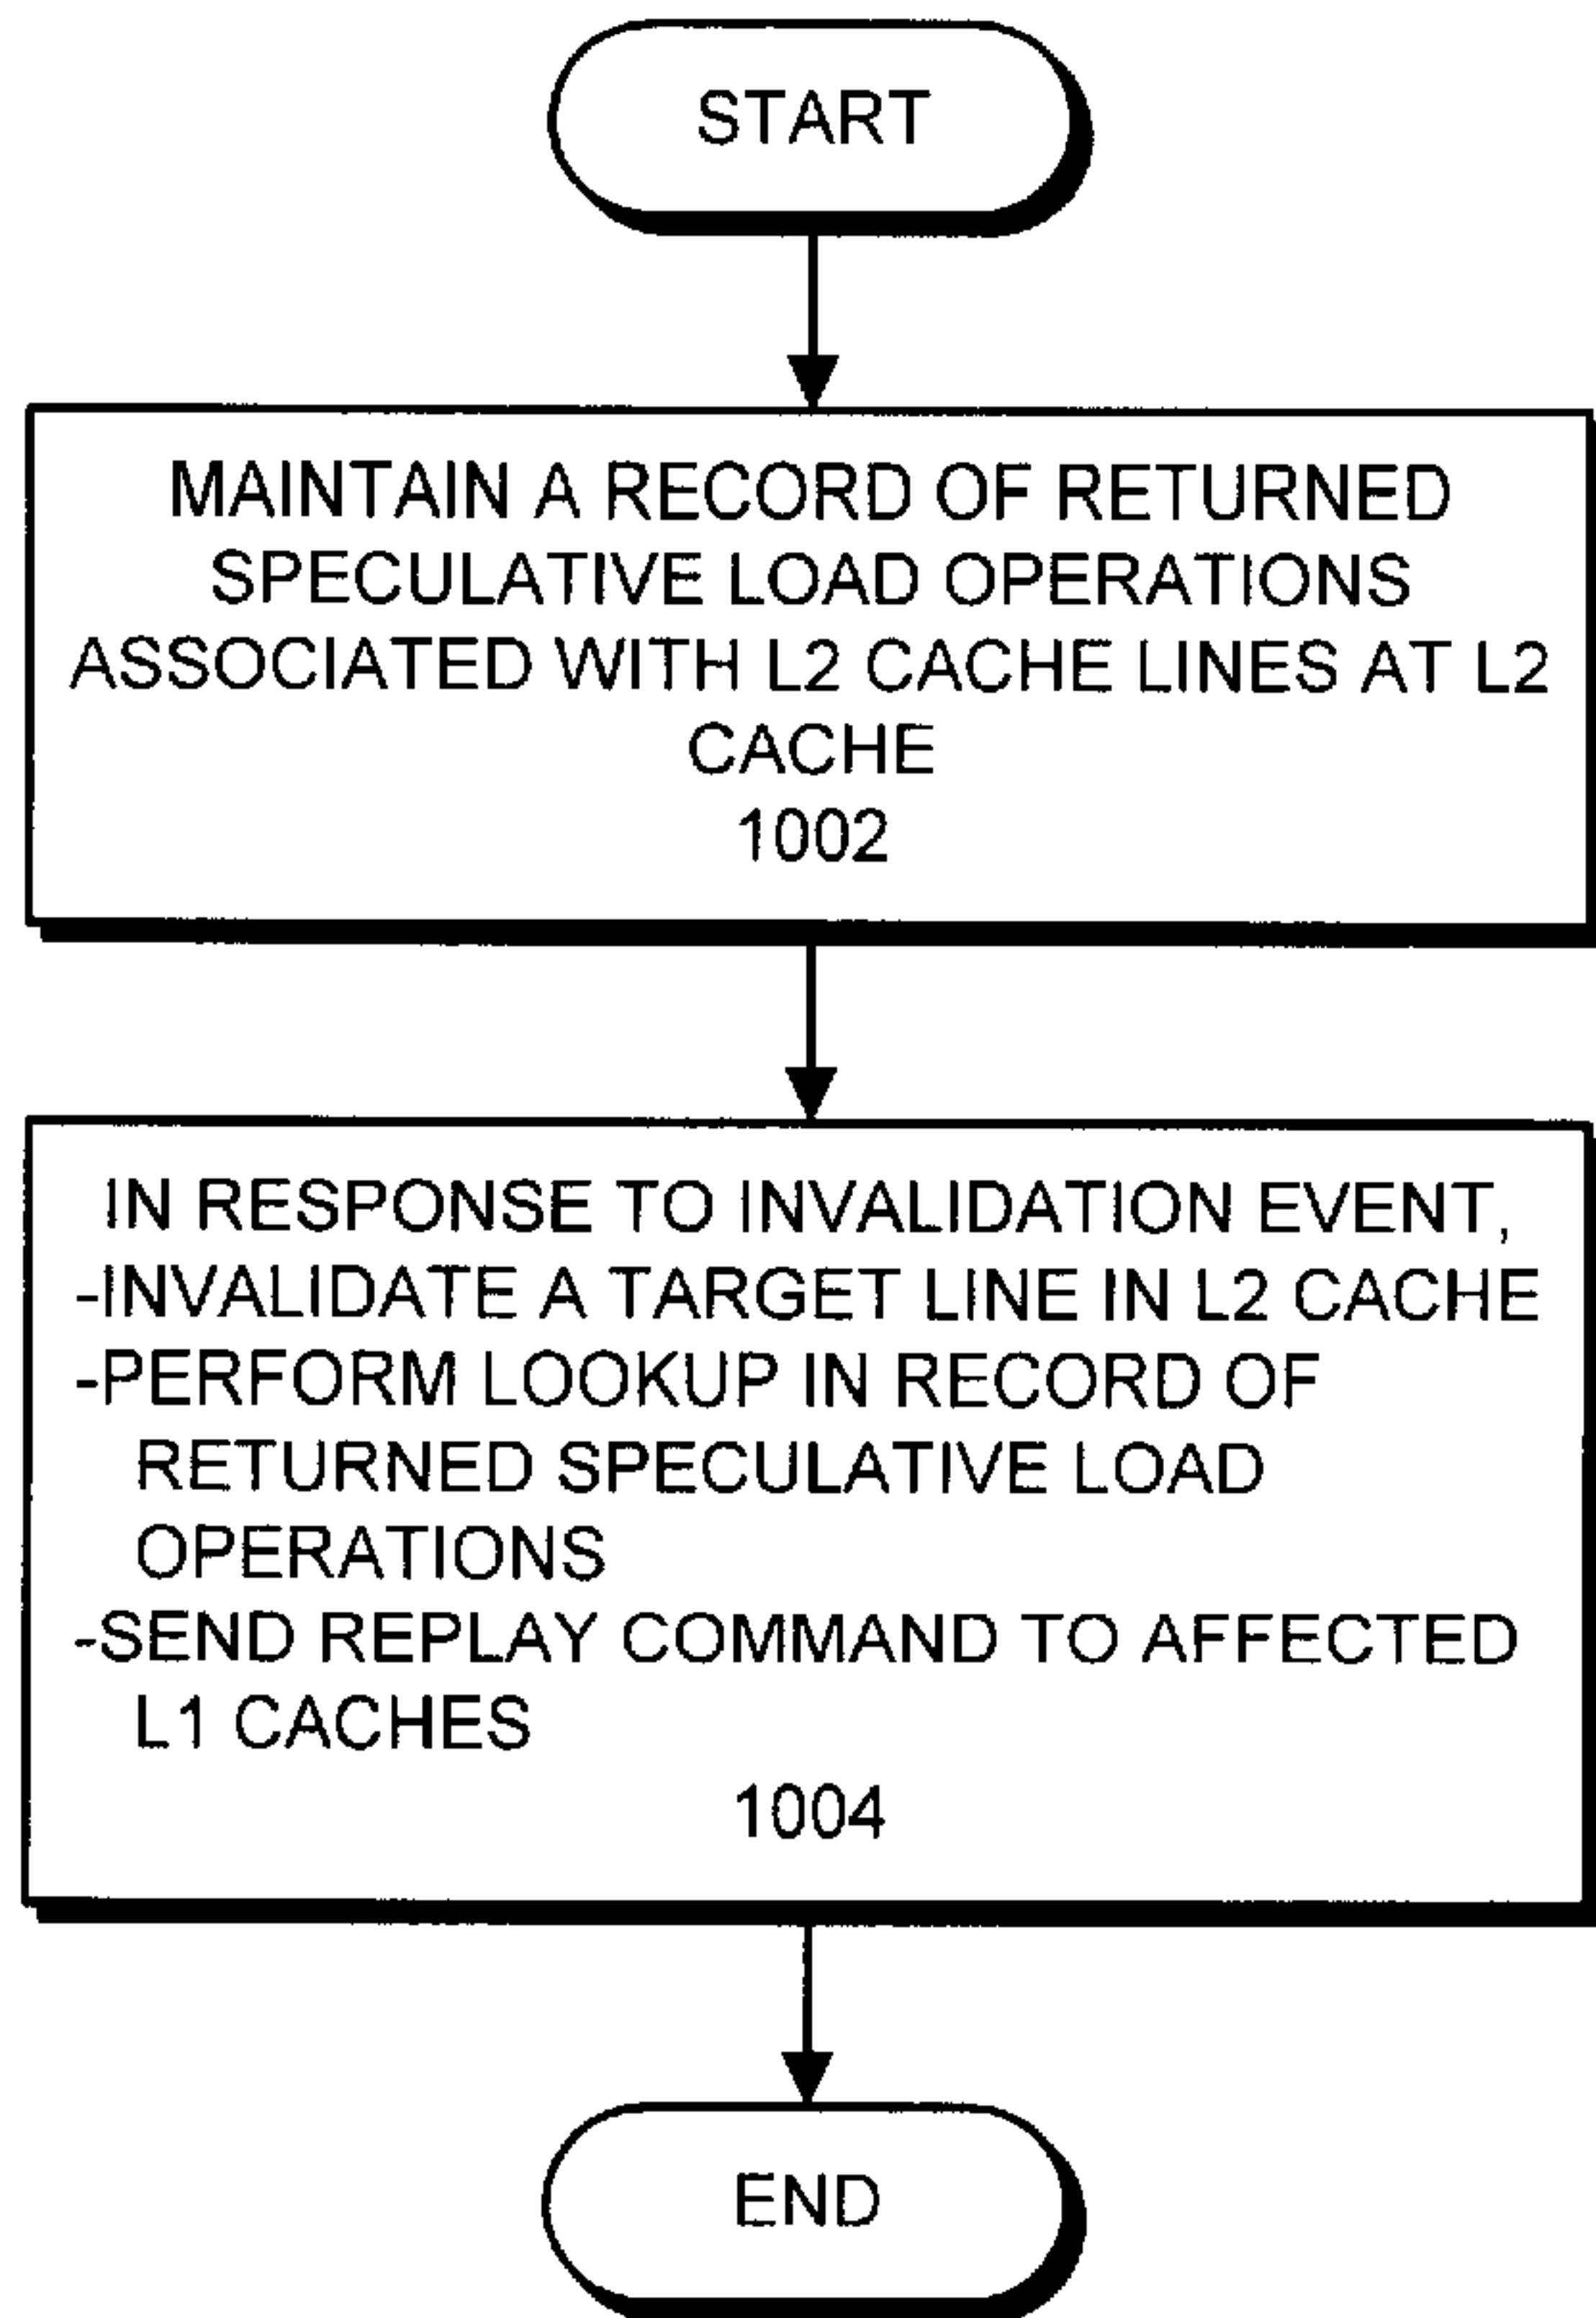 START
MAINTAIN A RECORD OF RETURNED
SPECULATIVE LOAD OPERATIONS
ASSOCIATED WITH L2 CACHE LINES AT L2
CACHE
1002
IN RESPONSE TO INVALIDATION EVENT,
-INVALIDATE A TARGET LINE IN L2 CACHE
-PERFORM LOOKUP IN RECORD OF
RETURNED SPECULATIVE LOAD
OPERATIONS
-SEND REPLAY COMMAND TO AFFECTED
L1 CACHES
1004
END